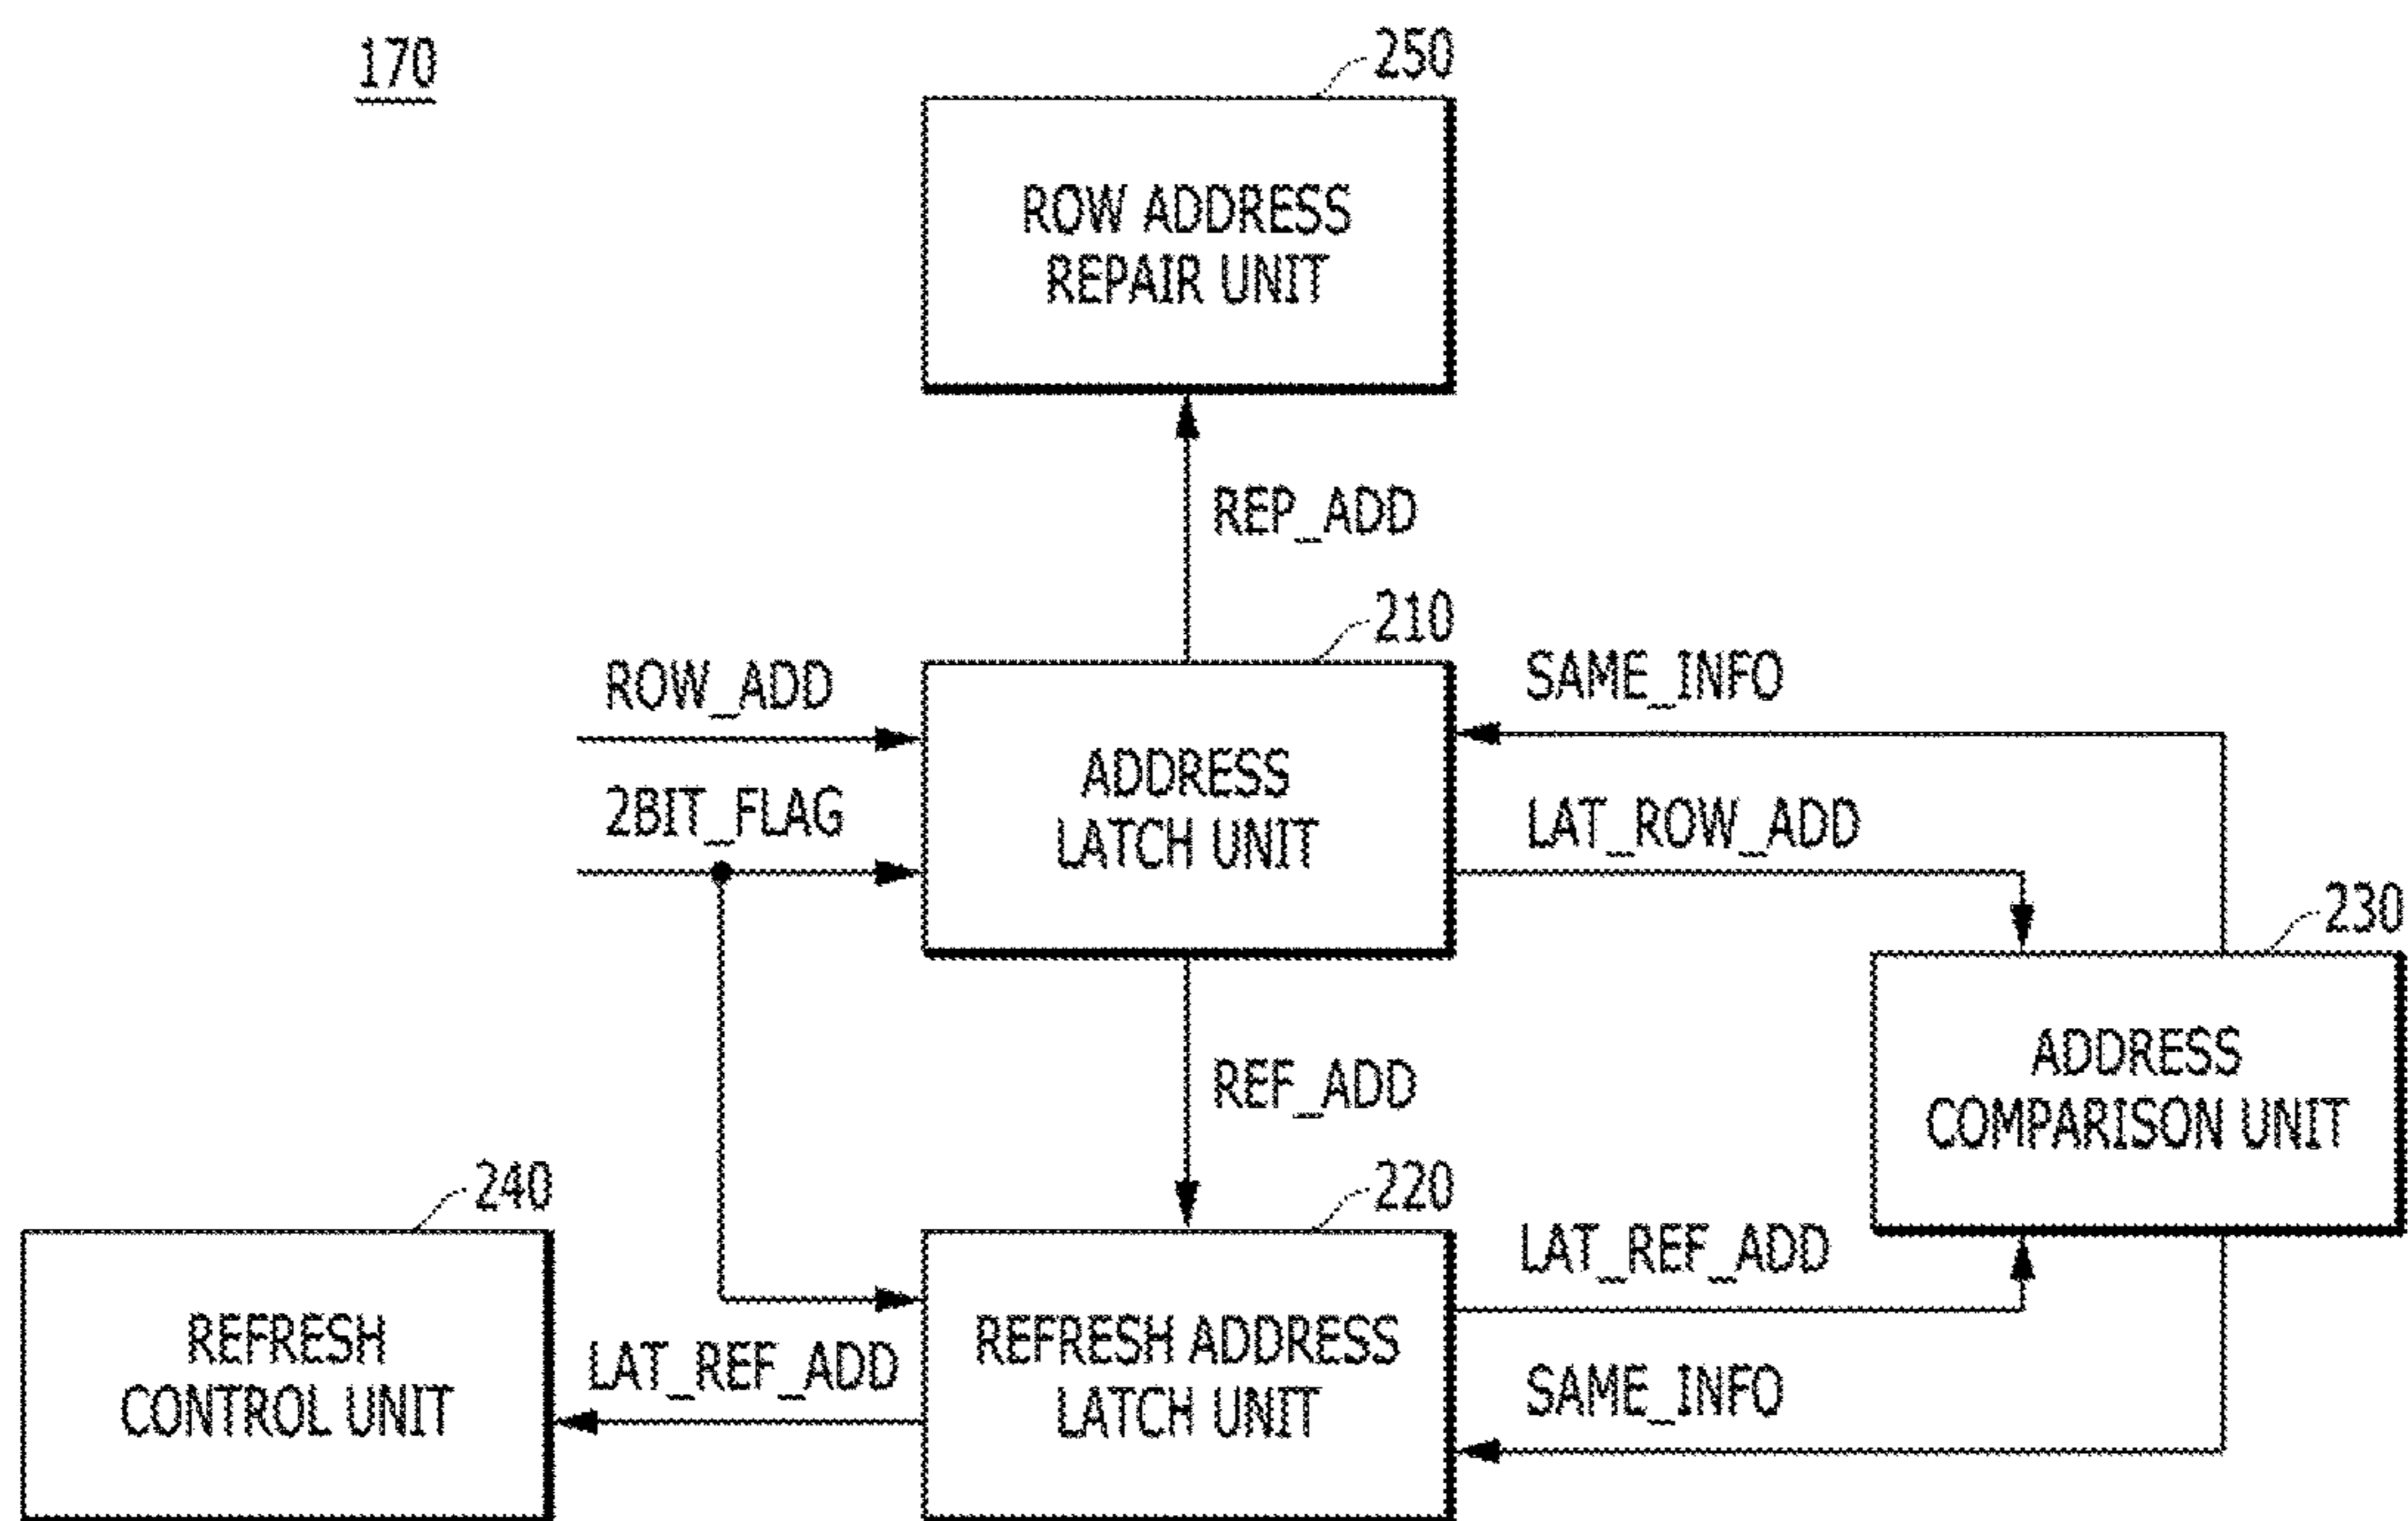 170
250
ROW ADDRESS
REPAIR UNIT
REP_ADD
210
ROW_ADD
2BIT_FLAG
ADDRESS
LATCH UNIT
SAME_INFO
LAT_ROW_ADD
230
ADDRESS
COMPARISON UNIT
REF_ADD
240
REFRESH
CONTROL UNIT
LAT_REF_ADD
220
REFRESH ADDRESS
LATCH UNIT
LAT_REF_ADD
SAME_INFO